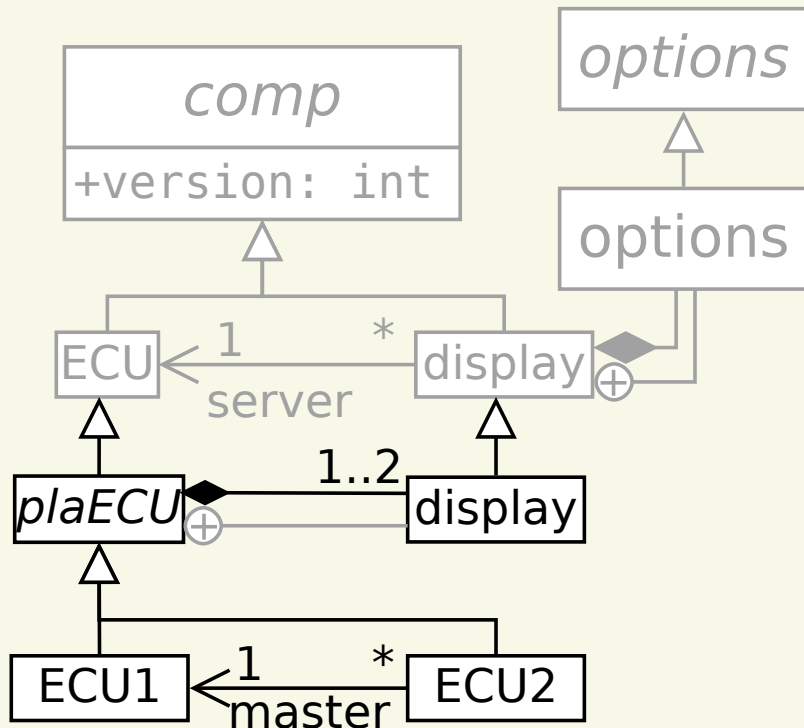 options
comp
+version: int
options
1 *
ECU display
server
1..2
plaECU display
1 *
ECU1 ECU2
master